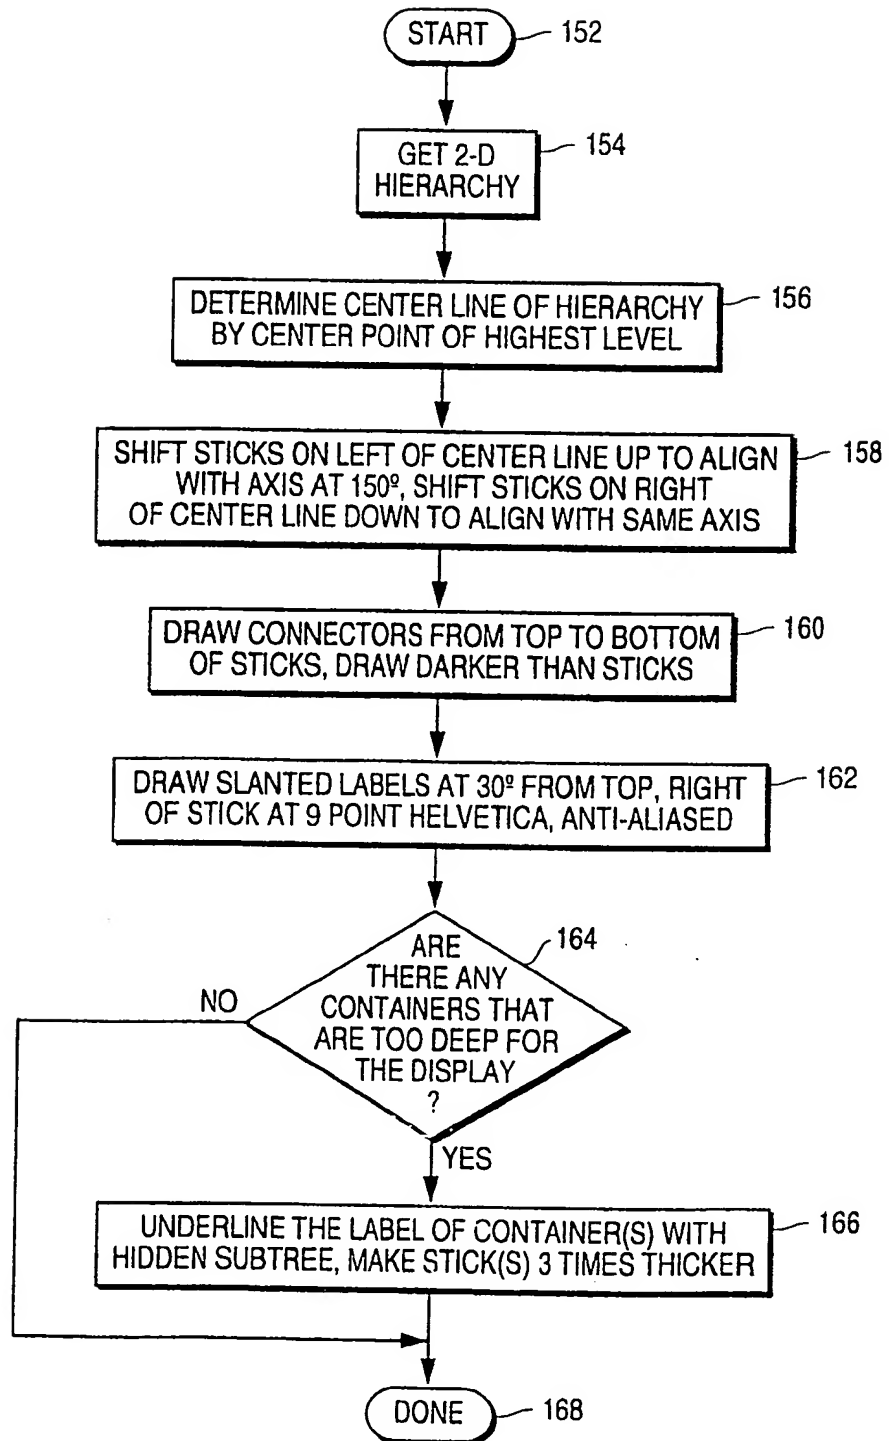 START
152
GET 2-D
HIERARCHY
154
DETERMINE CENTER LINE OF HIERARCHY
BY CENTER POINT OF HIGHEST LEVEL
156
SHIFT STICKS ON LEFT OF CENTER LINE UP TO ALIGN
WITH AXIS AT 150º, SHIFT STICKS ON RIGHT
OF CENTER LINE DOWN TO ALIGN WITH SAME AXIS
158
DRAW CONNECTORS FROM TOP TO BOTTOM
OF STICKS, DRAW DARKER THAN STICKS
160
DRAW SLANTED LABELS AT 30º FROM TOP, RIGHT
OF STICK AT 9 POINT HELVETICA, ANTI-ALIASED
162
ARE
THERE ANY
CONTAINERS THAT
ARE TOO DEEP FOR
THE DISPLAY
?
164
NO
YES
UNDERLINE THE LABEL OF CONTAINER(S) WITH
HIDDEN SUBTREE, MAKE STICK(S) 3 TIMES THICKER
166
DONE
168